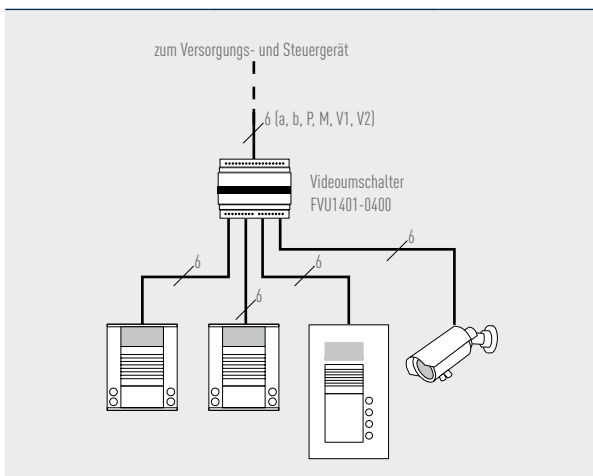 zum Versorgungs- und Steuergerät
6 (a, b, P, M, V1, V2)
Videoumschalter
FVU1401-0400
6
6
6
6